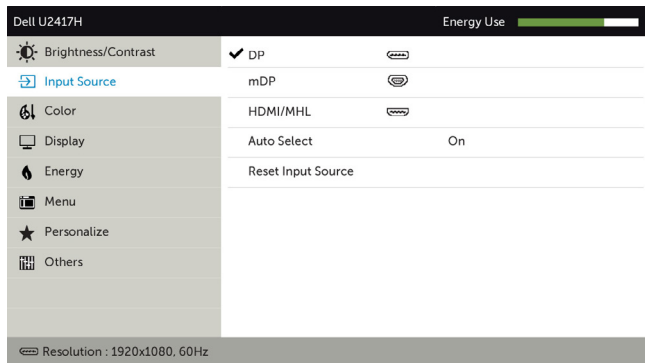 Dell U2417H Energy Use
Brightness/Contrast
Input Source
Color
Display
Energy
Menu
Personalize
Others
DP
mDP
HDMI/MHL
Auto Select On
Reset Input Source
Resolution : 1920x1080, 60Hz